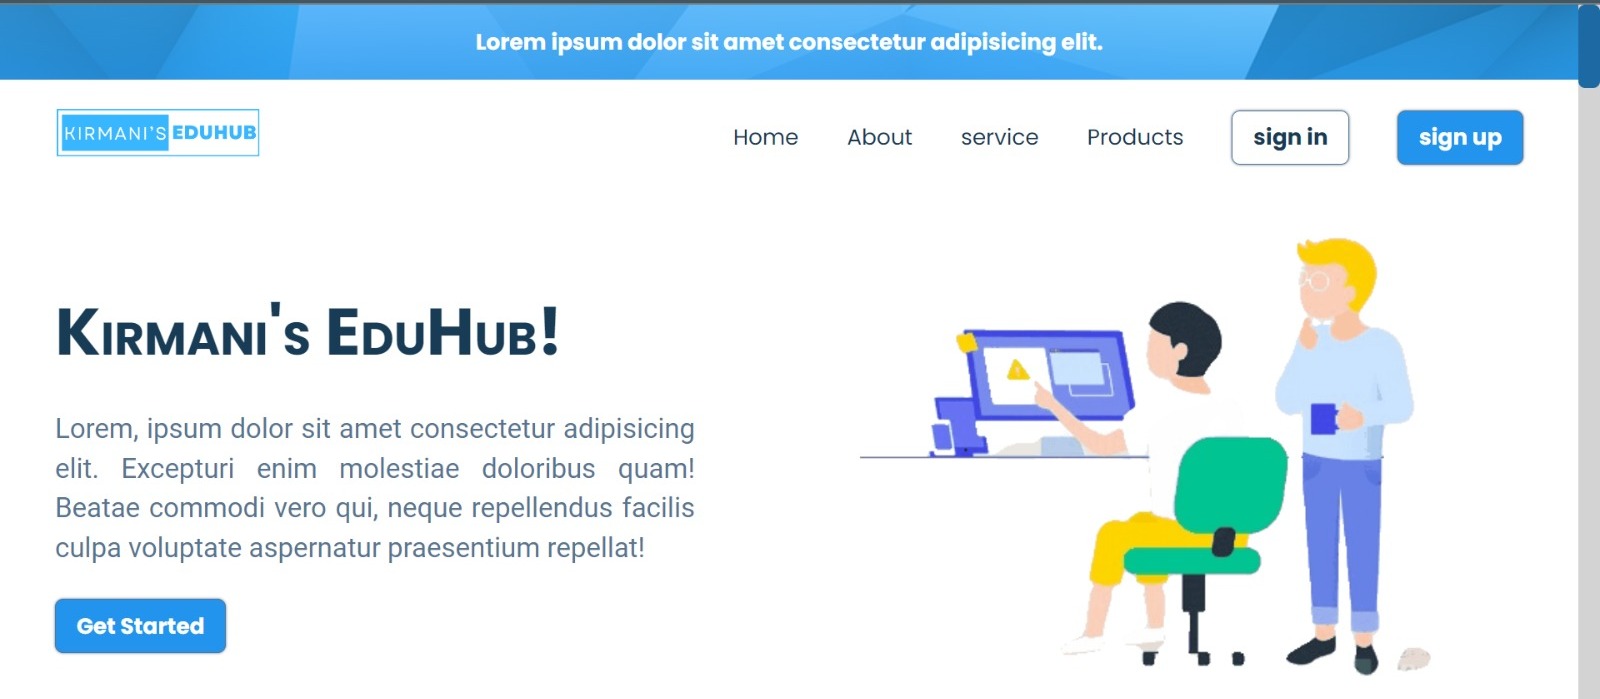 Lorem ipsum dolor sit amet consectetur adipisicing elit.
KIRMANI'S EDUHUB
Home About service Products sign in sign up
Kirmani's EduHub!
Lorem, ipsum dolor sit amet consectetur adipisicing
elit. Excepturi enim molestiae doloribus quam!
Beatae commodi vero qui, neque repellendus facilis
culpa voluptate aspernatur praesentium repellat!
Get Started